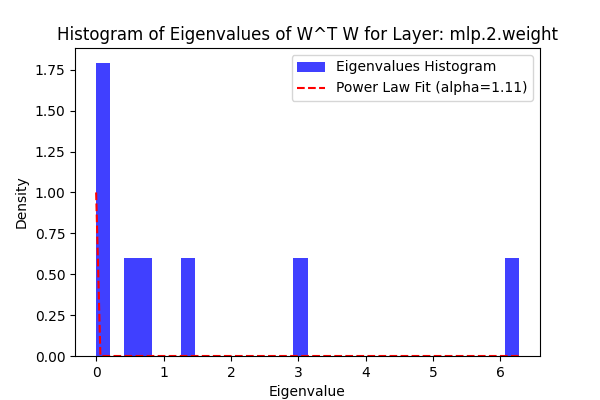 Histogram of Eigenvalues of W^T W for Layer: mlp.2.weight
Eigenvalues Histogram
Power Law Fit (alpha=1.11)
1.75
1.50
1.25
1.00
0.75
0.50
0.25
0.00
Density
0 1 2 3 4 5 6
Eigenvalue